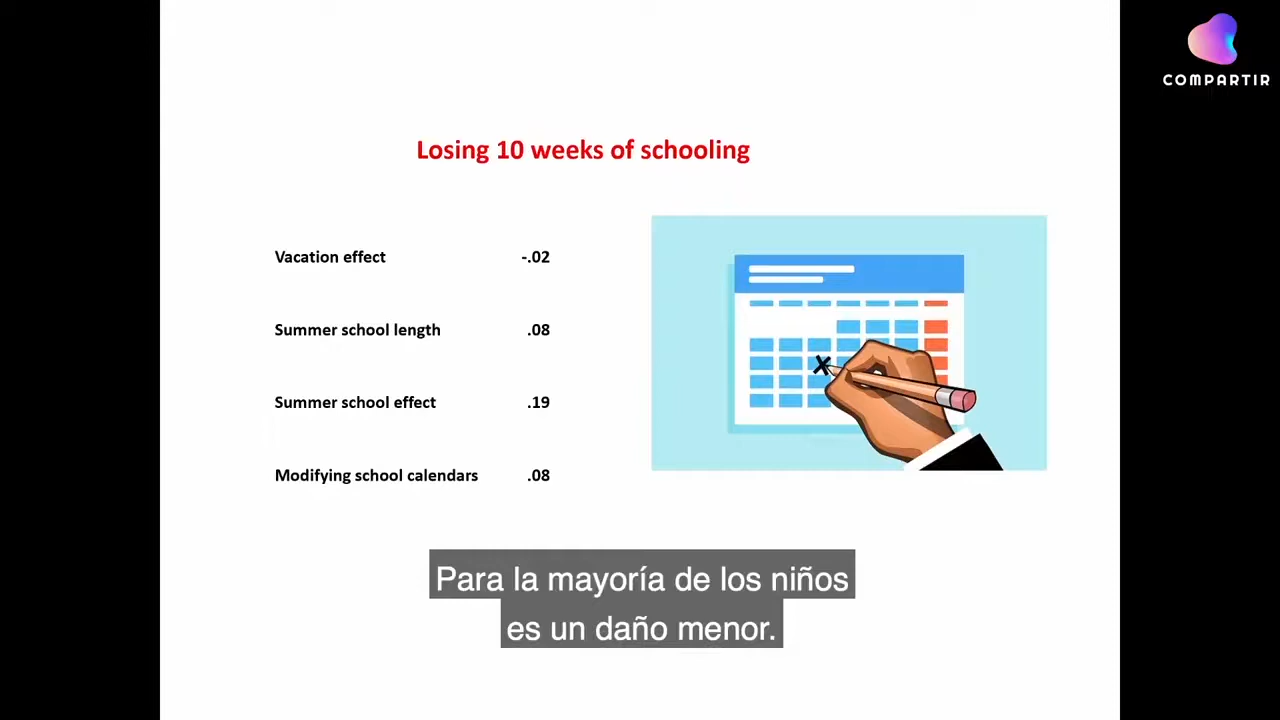 COMPARTIR
Losing 10 weeks of schooling
Vacation effect -.02
Summer school length .08
Summer school effect .19
Modifying school calendars .08
Para la mayoría de los niños
es un daño menor.